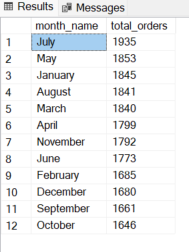 Results Messages
month_name total_orders
1 July 1935
2 May 1853
3 January 1845
4 August 1841
5 March 1840
6 April 1799
7 November 1792
8 June 1773
9 February 1685
10 December 1680
11 September 1661
12 October 1646